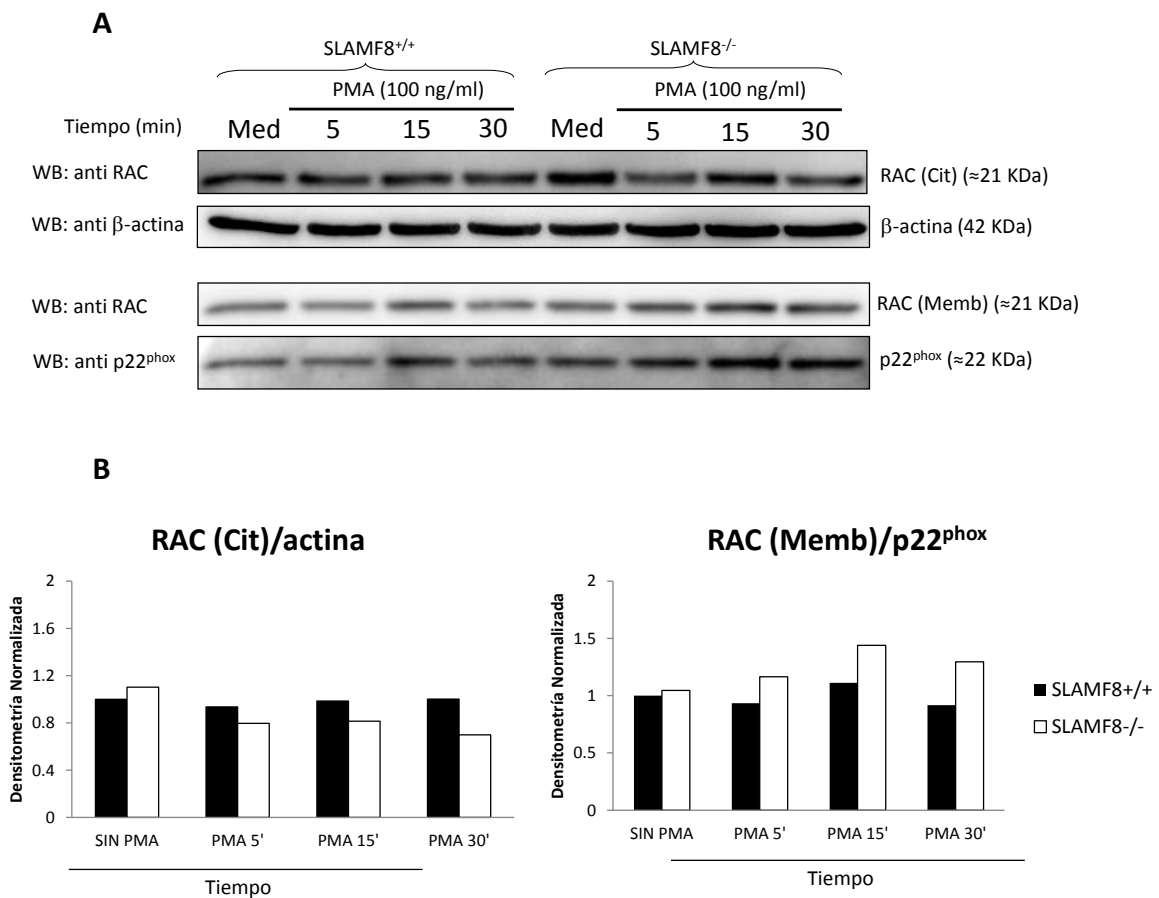 A
SLAMF8+/+ SLAMF8-/-
PMA (100 ng/ml) PMA (100 ng/ml)
Tiempo (min) Med 5 15 30 Med 5 15 30
WB: anti RAC RAC (Cit) (≈21 KDa)
WB: anti β-actina β-actina (42 KDa)
WB: anti RAC RAC (Memb) (≈21 KDa)
WB: anti p22phox p22phox (≈22 KDa)
B
RAC (Cit)/actina
Densitometría Normalizada
2
1.6
1.2
0.8
0.4
0
SIN PMA PMA 5' PMA 15' PMA 30'
Tiempo
RAC (Memb)/p22phox
Densitometría Normalizada
2
1.5
1
0.5
0
SIN PMA PMA 5' PMA 15' PMA 30'
Tiempo
SLAMF8+/+
SLAMF8-/-